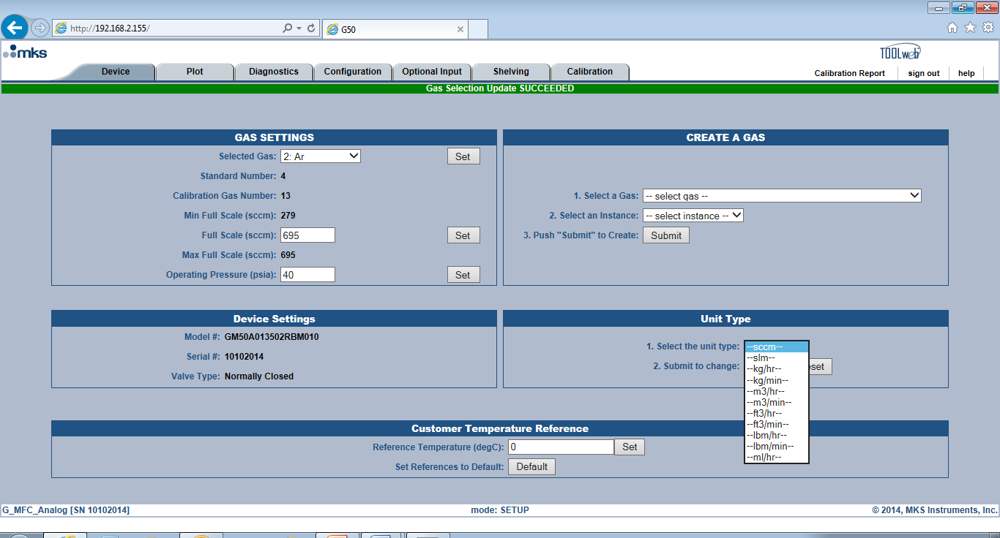 http://192.168.2.155/
G50
mks
TOOLweb
Device
Plot
Diagnostics
Configuration
Optional Input
Shelving
Calibration
Calibration Report
sign out
help
Gas Selection Update SUCCEEDED
GAS SETTINGS
Selected Gas: 2: Ar Set
Standard Number: 4
Calibration Gas Number: 13
Min Full Scale (sccm): 279
Full Scale (sccm): 695 Set
Max Full Scale (sccm): 695
Operating Pressure (psia): 40 Set
CREATE A GAS
1. Select a Gas: -- select gas --
2. Select an Instance: -- select instance --
3. Push "Submit" to Create: Submit
Device Settings
Model #: GM50A013502RBM010
Serial #: 10102014
Valve Type: Normally Closed
Unit Type
1. Select the unit type: --sccm--
--slm--
2. Submit to change: --kg/hr-- set
--kg/min--
--m3/hr--
--m3/min--
--ft3/hr--
--ft3/min--
--lbm/hr--
--lbm/min--
--ml/hr--
Customer Temperature Reference
Reference Temperature (degC): 0 Set
Set References to Default: Default
G_MFC_Analog [SN 10102014]
mode: SETUP
© 2014, MKS Instruments, Inc.